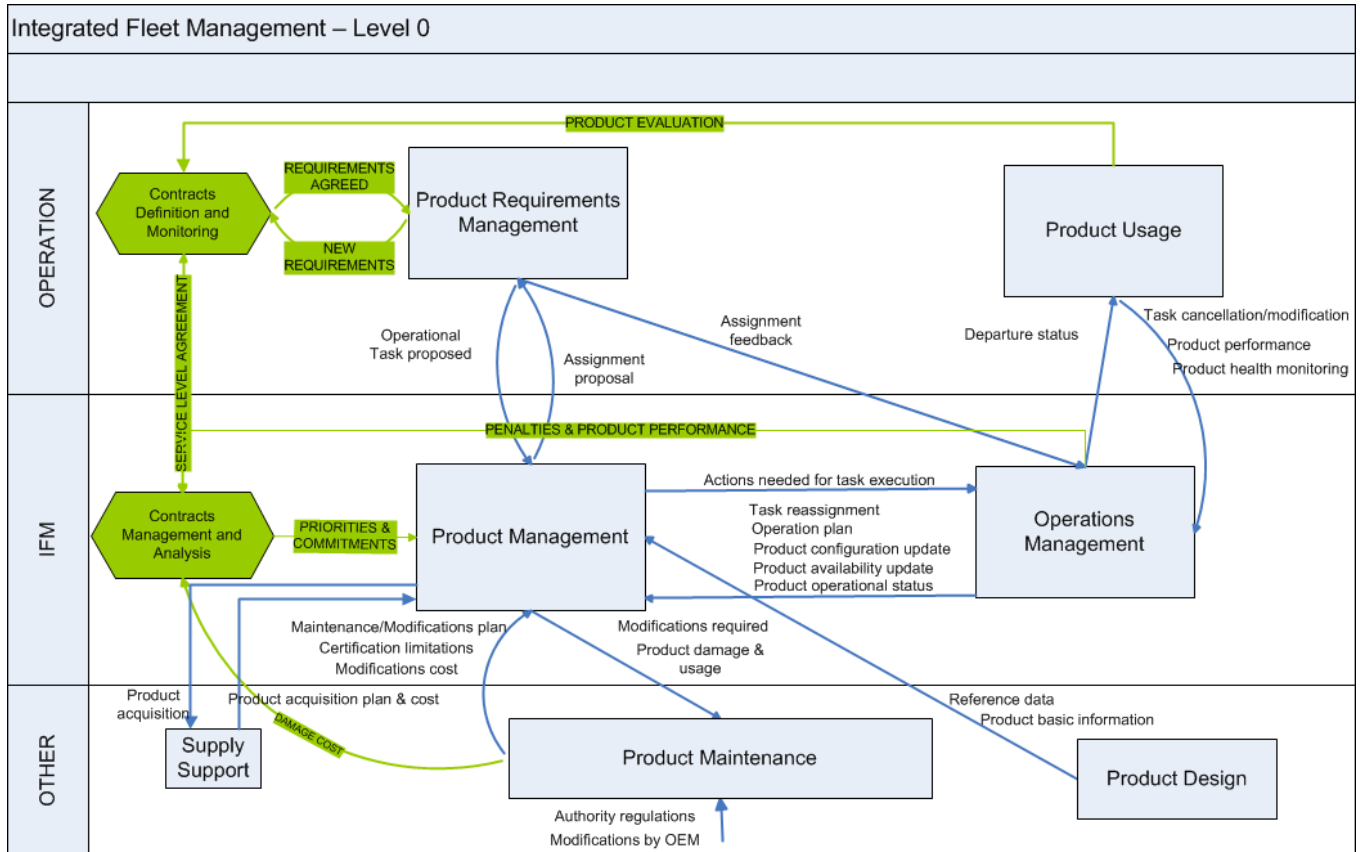 Integrated Fleet Management – Level 0
OPERATION
PRODUCT EVALUATION
Contracts
Definition and
Monitoring
REQUIREMENTS
AGREED
NEW
REQUIREMENTS
Product Requirements
Management
Product Usage
Operational
Task proposed
Assignment
proposal
Assignment
feedback
Departure status
Task cancellation/modification
Product performance
Product health monitoring
SERVICE LEVEL AGREEMENT
IFM
PENALTIES & PRODUCT PERFORMANCE
Contracts
Management and
Analysis
PRIORITIES &
COMMITMENTS
Product Management
Actions needed for task execution
Task reassignment
Operation plan
Product configuration update
Product availability update
Product operational status
Operations
Management
Maintenance/Modifications plan
Certification limitations
Modifications cost
Modifications required
Product damage &
usage
OTHER
Product
acquisition
Product acquisition plan & cost
DAMAGE COST
Supply
Support
Product Maintenance
Reference data
Product basic information
Product Design
Authority regulations
Modifications by OEM